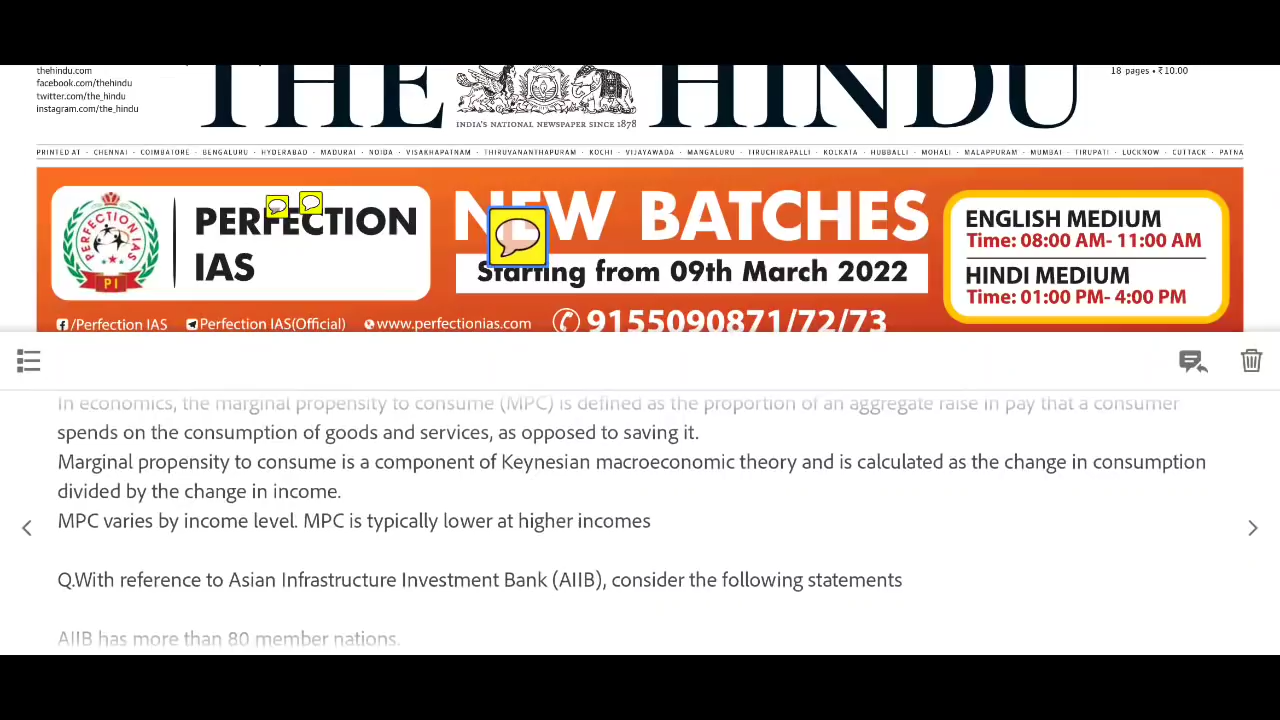 thehindu.com
facebook.com/thehindu
twitter.com/the_hindu
instagram.com/the_hindu
THE HINDU
INDIA'S NATIONAL NEWSPAPER SINCE 1878
18 pages • ₹10.00
PRINTED AT · CHENNAI · COIMBATORE · BENGALURU · HYDERABAD · MADURAI · NOIDA · VISAKHAPATNAM · THIRUVANANTHAPURAM · KOCHI · VIJAYAWADA · MANGALURU · TIRUCHIRAPALLI · KOLKATA · HUBBALLI · MOHALI · MALAPPURAM · MUMBAI · TIRUPATI · LUCKNOW · CUTTACK · PATNA
PERFECTION IAS
PI
PERFECTION
IAS
NEW BATCHES
Starting from 09th March 2022
ENGLISH MEDIUM
Time: 08:00 AM- 11:00 AM
HINDI MEDIUM
Time: 01:00 PM- 4:00 PM
/Perfection IAS Perfection IAS(Official) www.perfectionias.com 9155090871/72/73
In economics, the marginal propensity to consume (MPC) is defined as the proportion of an aggregate raise in pay that a consumer
spends on the consumption of goods and services, as opposed to saving it.
Marginal propensity to consume is a component of Keynesian macroeconomic theory and is calculated as the change in consumption
divided by the change in income.
MPC varies by income level. MPC is typically lower at higher incomes
Q.With reference to Asian Infrastructure Investment Bank (AIIB), consider the following statements
AIIB has more than 80 member nations.